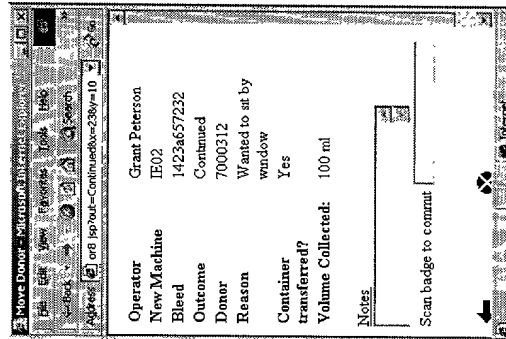 Move Donor - Microsoft Internet Explorer
File Edit View Favorites Tools Help
Back Search
Address or8 jsp?out=Continued&x=23&y=10 Go
Operator Grant Peterson
New Machine IE02
Bleed 1423a657232
Outcome Continued
Donor 7000312
Reason Wanted to sit by
window
Container
transferred? Yes
Volume Collected: 100 ml
Notes
Scan badge to commit
Internet